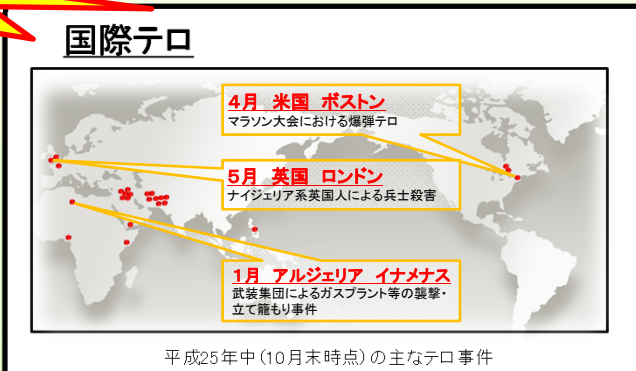 国際テロ
4月 米国 ボストン
マラソン大会における爆弾テロ
5月 英国 ロンドン
ナイジェリア系英国人による兵士殺害
1月 アルジェリア イナメナス
武装集団によるガスプラント等の襲撃・
立て籠もり事件
平成25年中(10月末時点)の主なテロ事件